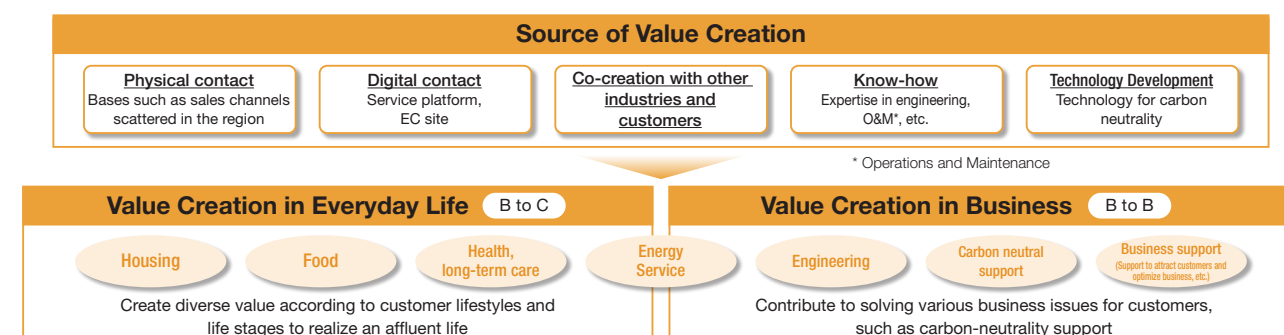 Source of Value Creation
Physical contact
Bases such as sales channels
scattered in the region
Digital contact
Service platform,
EC site
Co-creation with other
industries and
customers
Know-how
Expertise in engineering,
O&M*, etc.
Technology Development
Technology for carbon
neutrality
* Operations and Maintenance
Value Creation in Everyday Life B to C
Housing
Food
Health,
long-term care
Energy
Service
Create diverse value according to customer lifestyles and
life stages to realize an affluent life
Value Creation in Business B to B
Engineering
Carbon neutral
support
Business support
(Support to attract customers and
optimize business, etc.)
Contribute to solving various business issues for customers,
such as carbon-neutrality support